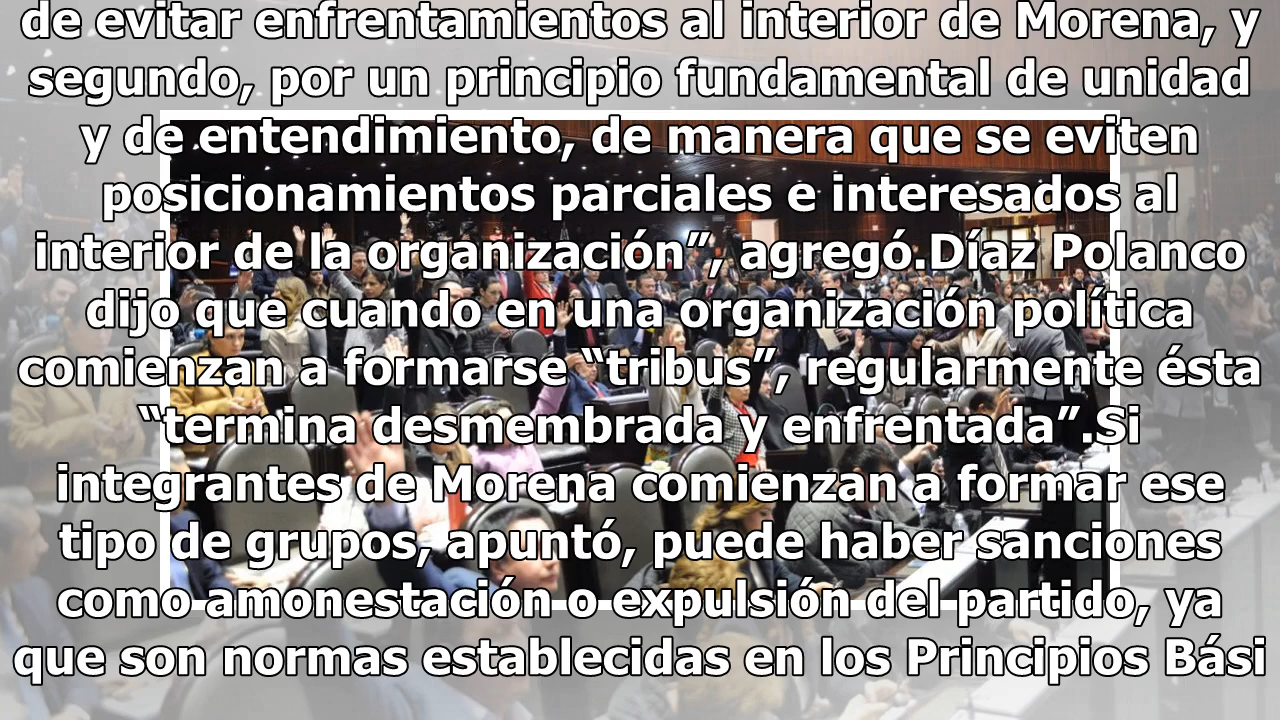 de evitar enfrentamientos al interior de Morena, y
segundo, por un principio fundamental de unidad
y de entendimiento, de manera que se eviten
posicionamientos parciales e interesados al
interior de la organización”, agregó.Díaz Polanco
dijo que cuando en una organización política
comienzan a formarse “tribus”, regularmente ésta
“termina desmembrada y enfrentada”.Si
integrantes de Morena comienzan a formar ese
tipo de grupos, apuntó, puede haber sanciones
como amonestación o expulsión del partido, ya
que son normas establecidas en los Principios Bási